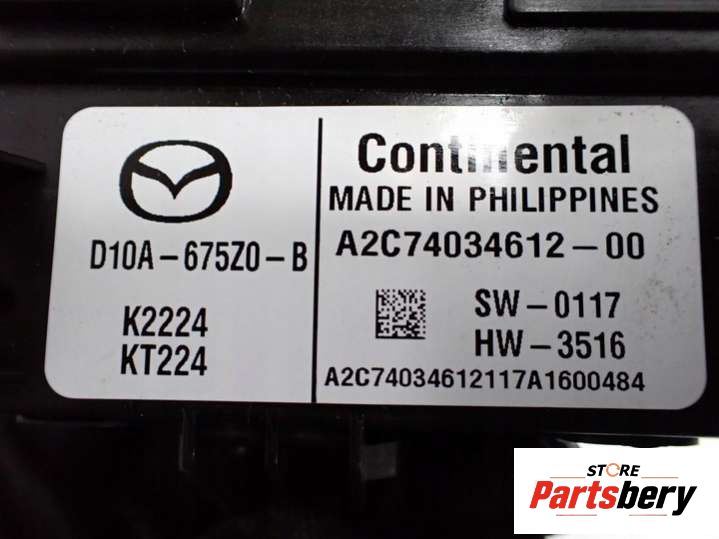 D10A-675Z0-B
K2224
KT224
Continental
MADE IN PHILIPPINES
A2C74034612-00
SW-0117
HW-3516
A2C74034612117A1600484
STORE
Partsbery